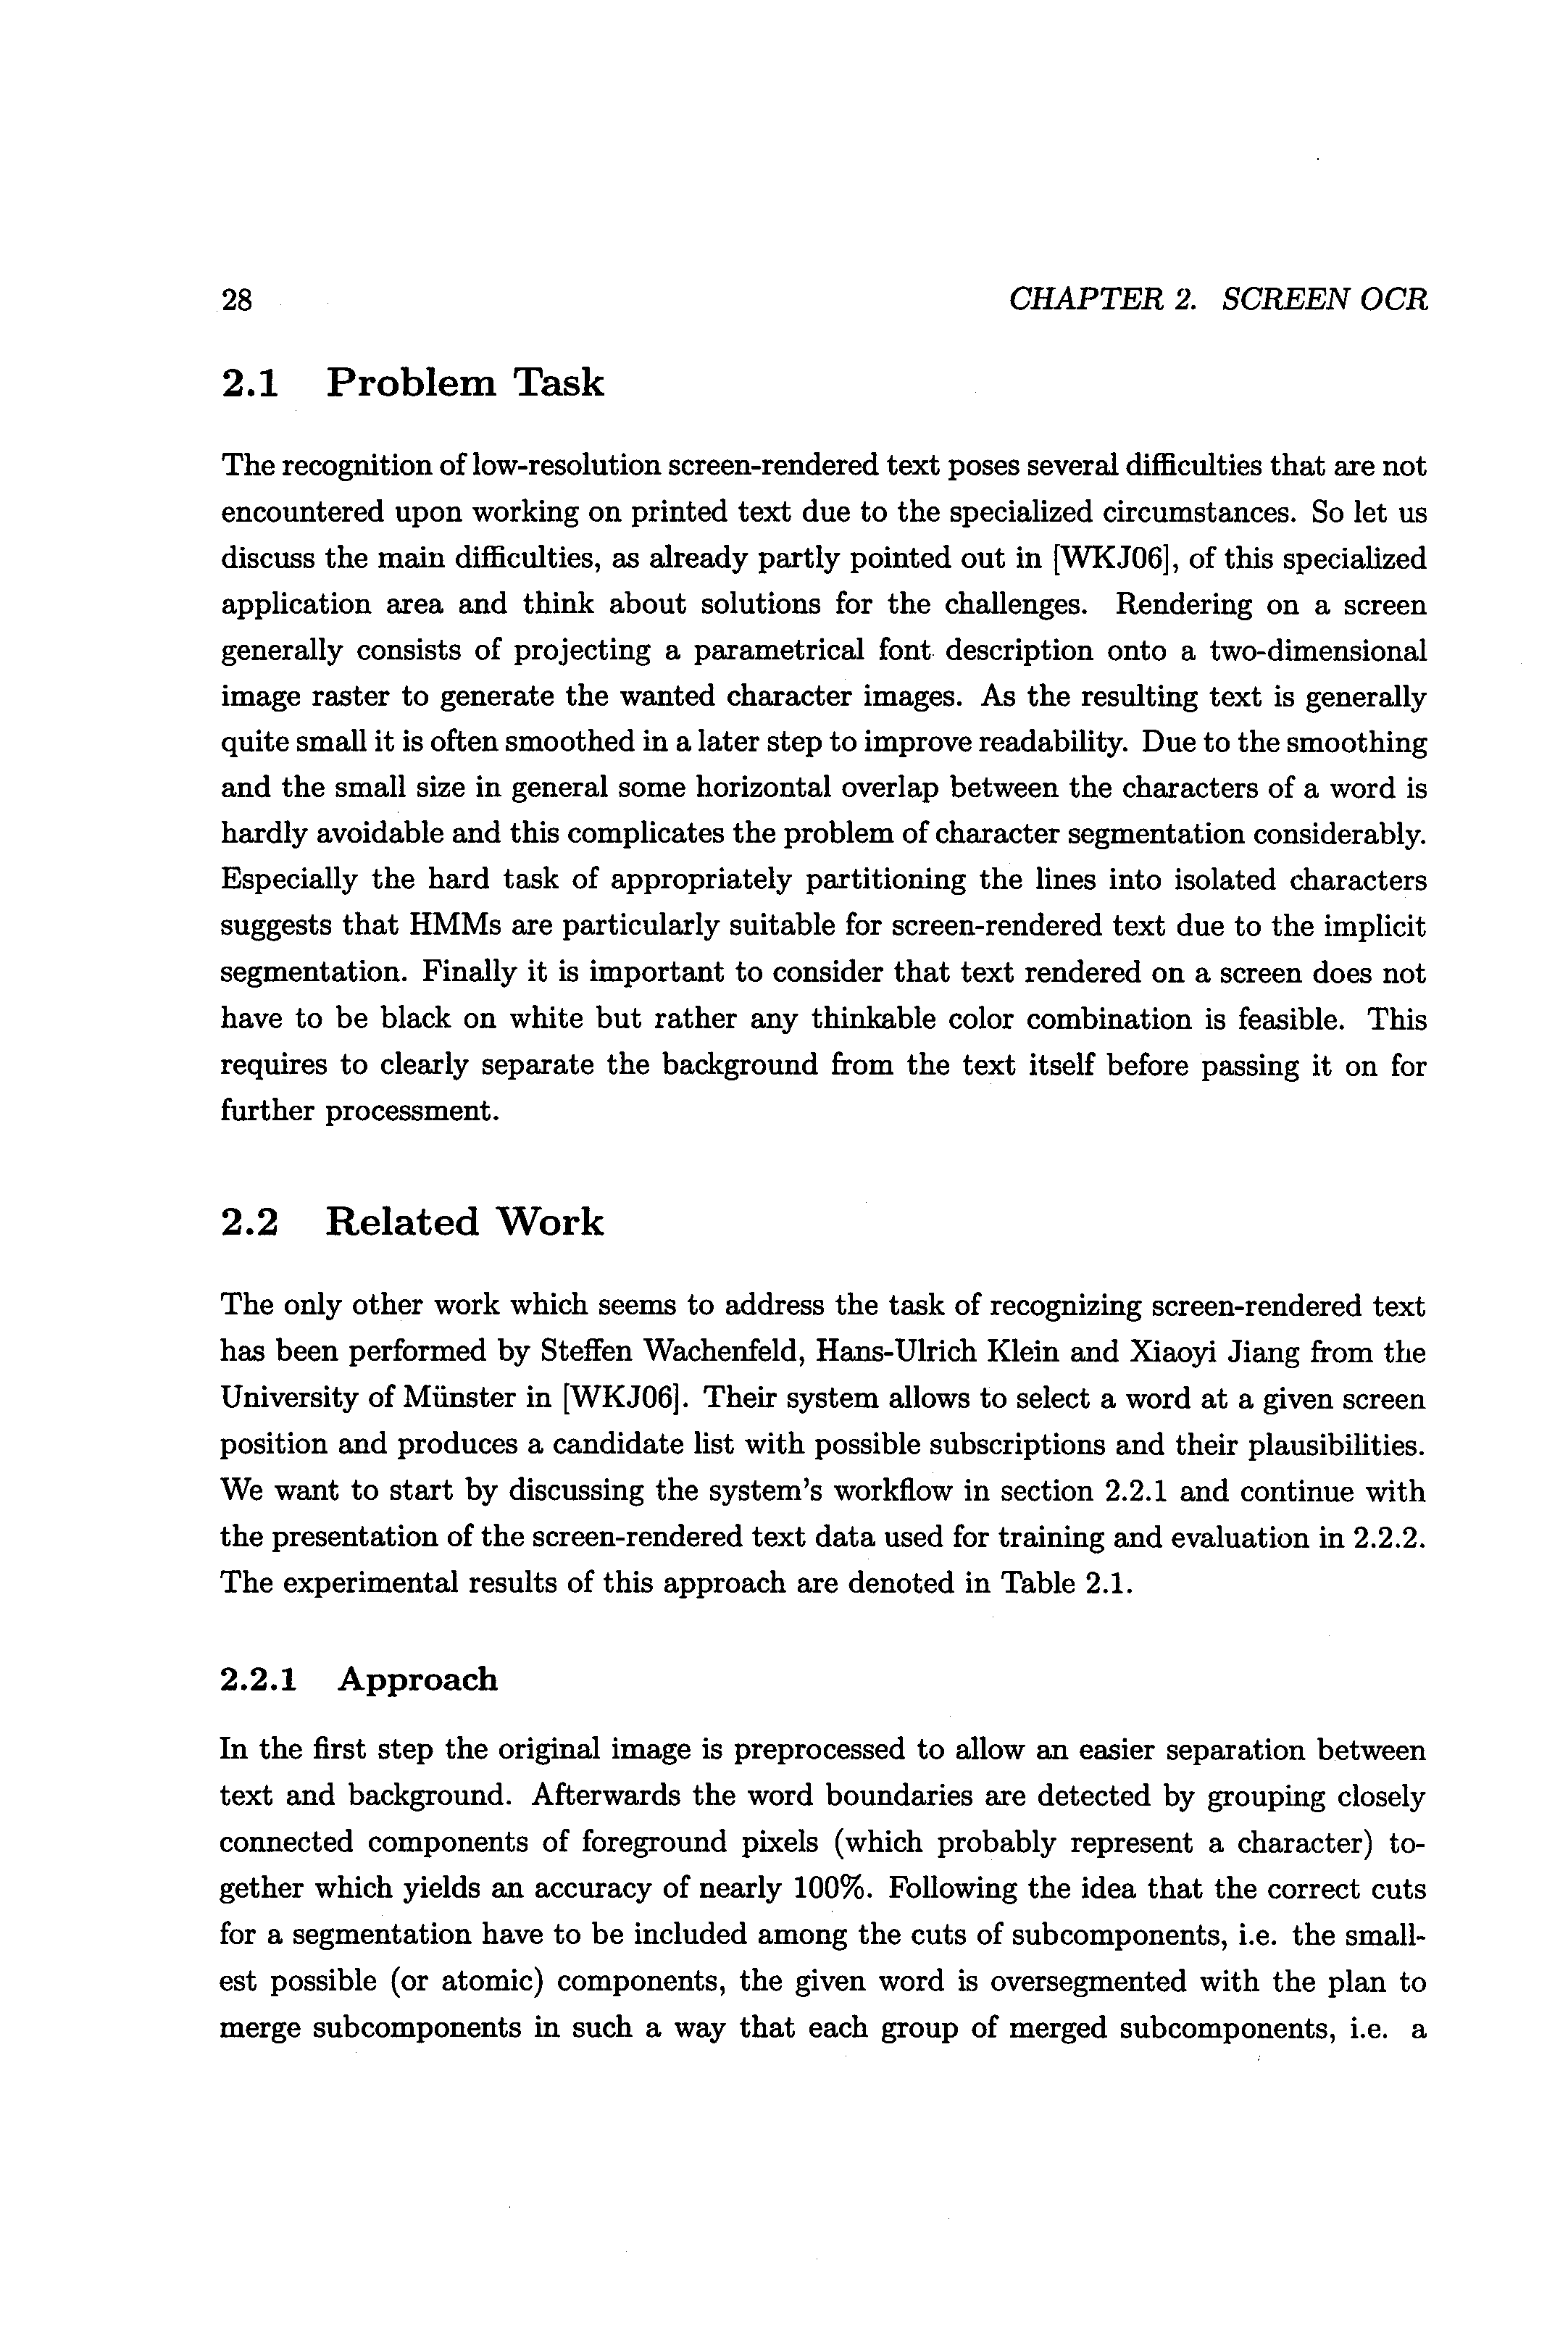 28 CHAPTER 2. SCREEN OCR
2.1 Problem Task
The recognition of low-resolution screen-rendered text poses several difficulties that are not
encountered upon working on printed text due to the specialized circumstances. So let us
discuss the main difficulties, as already partly pointed out in [WKJ06], of this specialized
application area and think about solutions for the challenges. Rendering on a screen
generally consists of projecting a parametrical font description onto a two-dimensional
image raster to generate the wanted character images. As the resulting text is generally
quite small it is often smoothed in a later step to improve readability. Due to the smoothing
and the small size in general some horizontal overlap between the characters of a word is
hardly avoidable and this complicates the problem of character segmentation considerably.
Especially the hard task of appropriately partitioning the lines into isolated characters
suggests that HMMs are particularly suitable for screen-rendered text due to the implicit
segmentation. Finally it is important to consider that text rendered on a screen does not
have to be black on white but rather any thinkable color combination is feasible. This
requires to clearly separate the background from the text itself before passing it on for
further processment.
2.2 Related Work
The only other work which seems to address the task of recognizing screen-rendered text
has been performed by Steffen Wachenfeld, Hans-Ulrich Klein and Xiaoyi Jiang from the
University of Münster in [WKJ06]. Their system allows to select a word at a given screen
position and produces a candidate list with possible subscriptions and their plausibilities.
We want to start by discussing the system's workflow in section 2.2.1 and continue with
the presentation of the screen-rendered text data used for training and evaluation in 2.2.2.
The experimental results of this approach are denoted in Table 2.1.
2.2.1 Approach
In the first step the original image is preprocessed to allow an easier separation between
text and background. Afterwards the word boundaries are detected by grouping closely
connected components of foreground pixels (which probably represent a character) to-
gether which yields an accuracy of nearly 100%. Following the idea that the correct cuts
for a segmentation have to be included among the cuts of subcomponents, i.e. the small-
est possible (or atomic) components, the given word is oversegmented with the plan to
merge subcomponents in such a way that each group of merged subcomponents, i.e. a